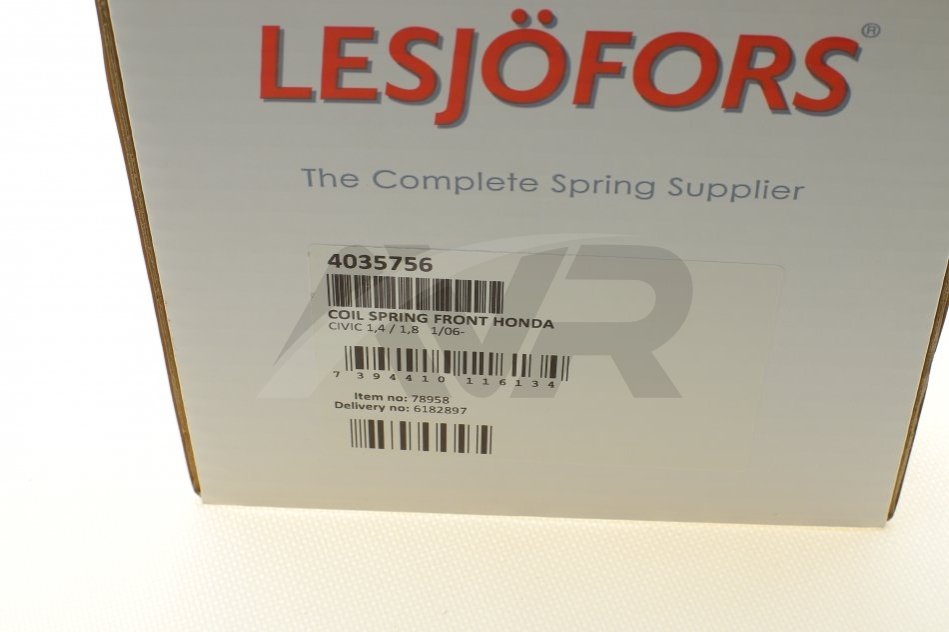 LESJÖFORS®
The Complete Spring Supplier
4035756
COIL SPRING FRONT HONDA
CIVIC 1,4 / 1,8 1/06-
7 394410 116134
Item no: 78958
Delivery no: 6182897
AVR